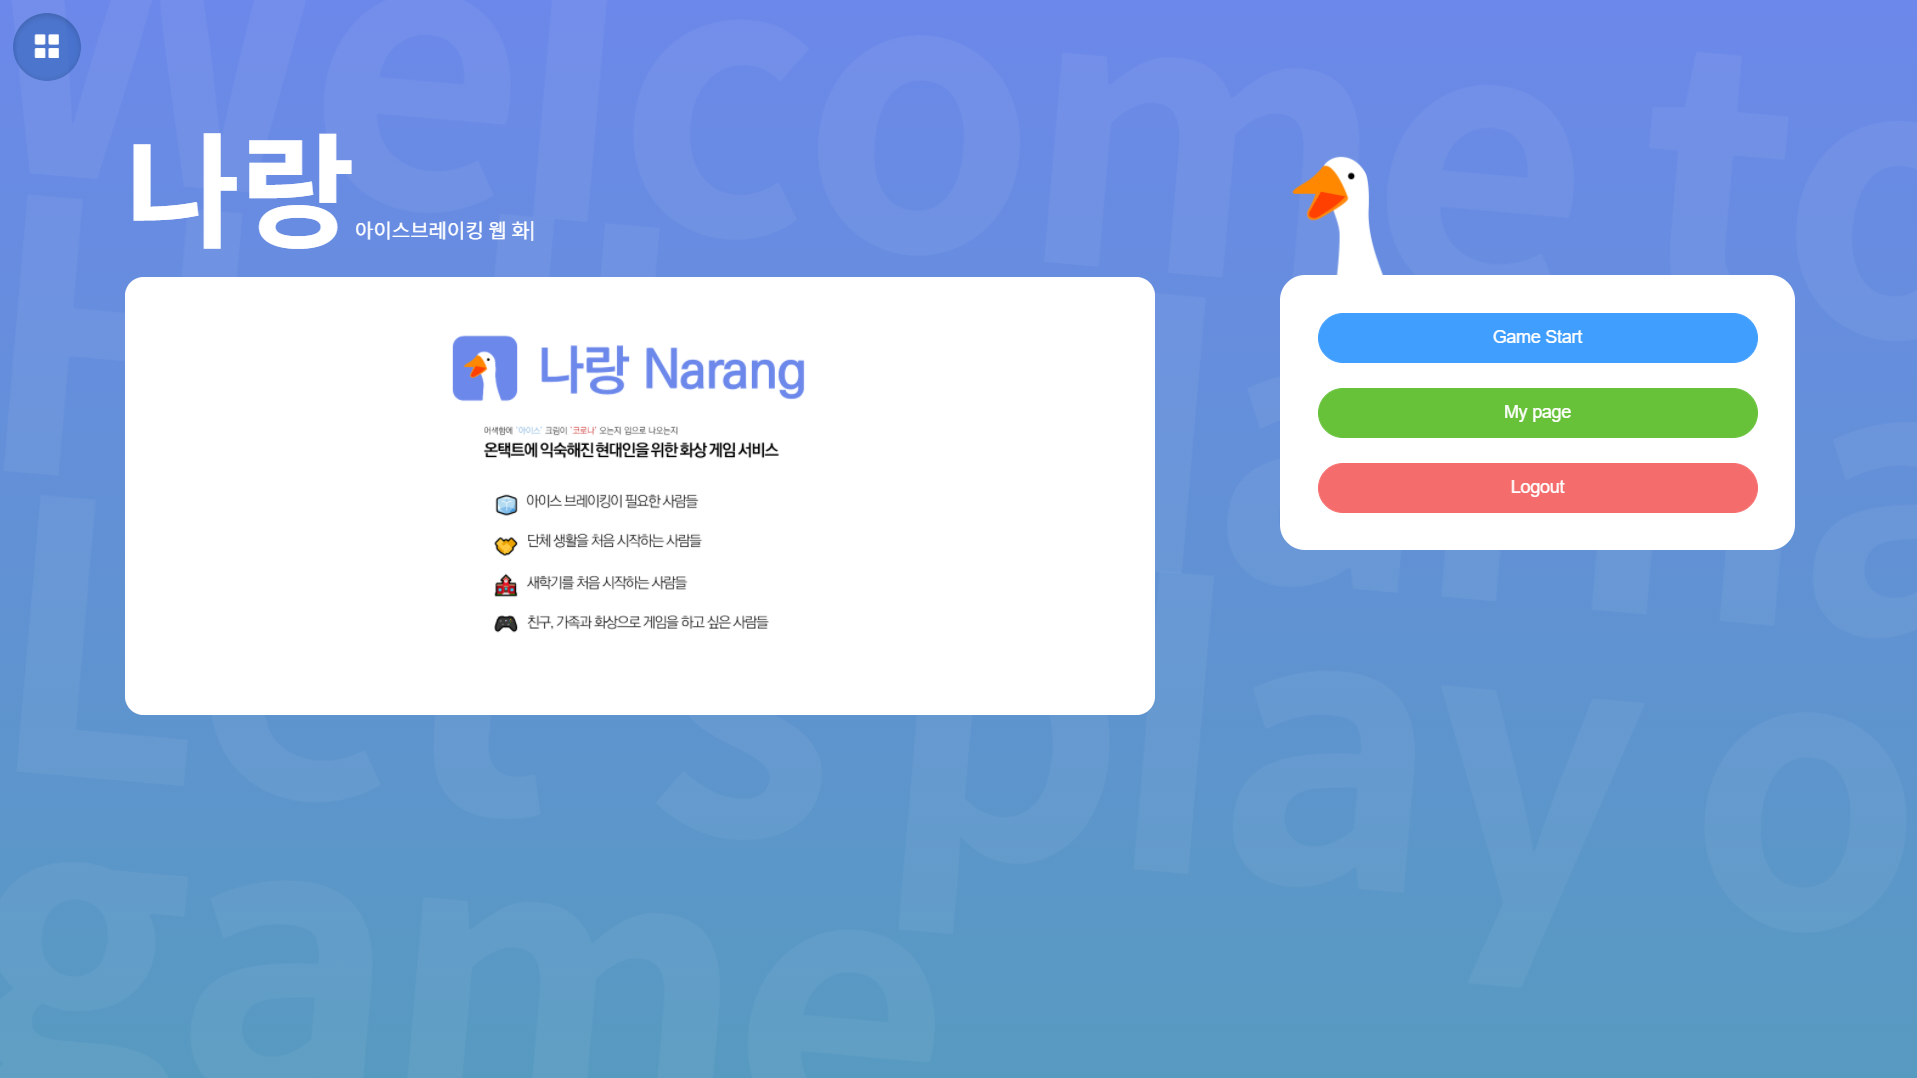 Welcome to
나랑
아이스브레이킹 웹 화
나랑 Narang
어색함에 '아이스' 크림이 '코로나' 오는지 입으로 나오는지
온택트에 익숙해진 현대인을 위한 화상 게임 서비스
아이스 브레이킹이 필요한 사람들
단체 생활을 처음 시작하는 사람들
새학기를 처음 시작하는 사람들
친구, 가족과 화상으로 게임을 하고 싶은 사람들
Game Start
My page
Logout
Let's play o
game